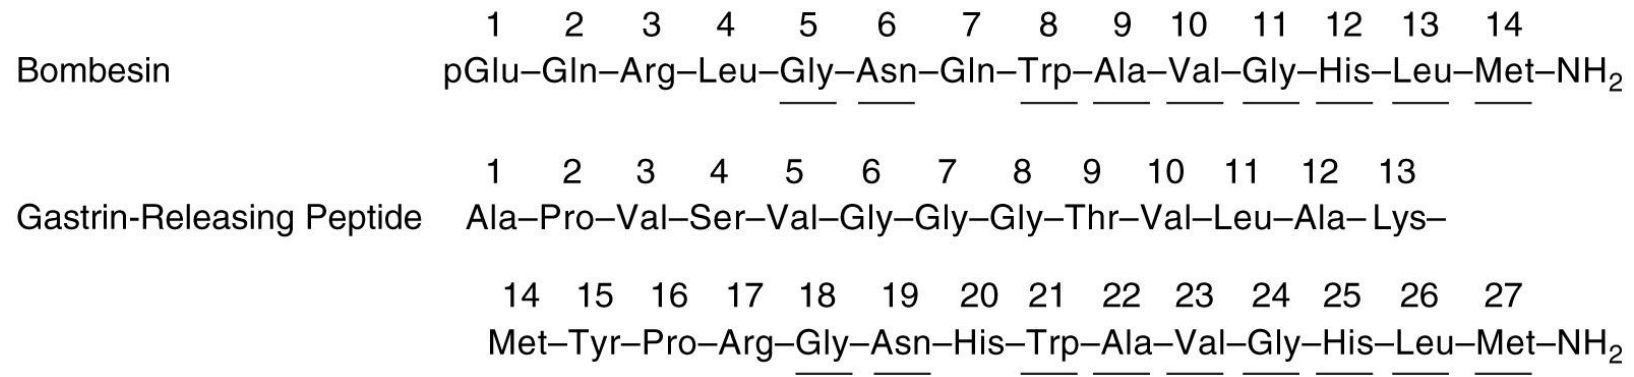 1 2 3 4 5 6 7 8 9 10 11 12 13 14
Bombesin pGlu–Gln–Arg–Leu–Gly–Asn–Gln–Trp–Ala–Val–Gly–His–Leu–Met–NH₂
1 2 3 4 5 6 7 8 9 10 11 12 13
Gastrin-Releasing Peptide Ala–Pro–Val–Ser–Val–Gly–Gly–Gly–Thr–Val–Leu–Ala–Lys–
14 15 16 17 18 19 20 21 22 23 24 25 26 27
Met–Tyr–Pro–Arg–Gly–Asn–His–Trp–Ala–Val–Gly–His–Leu–Met–NH₂